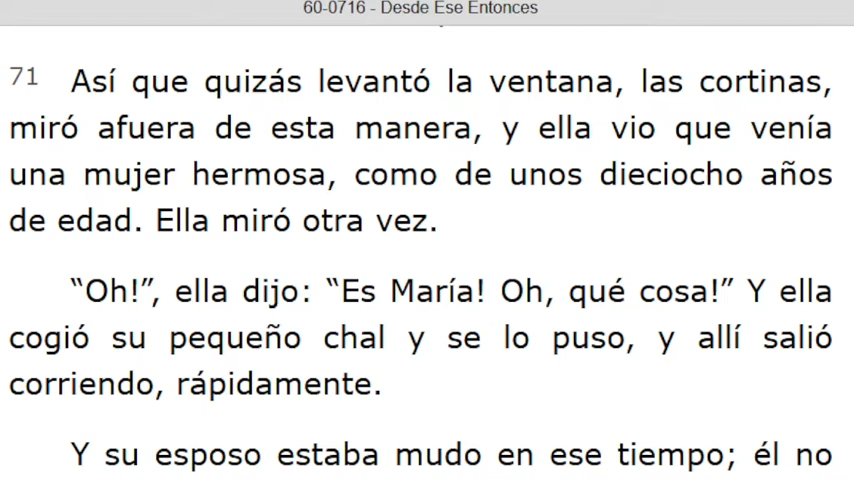 60-0716 - Desde Ese Entonces
71 Así que quizás levantó la ventana, las cortinas,
miró afuera de esta manera, y ella vio que venía
una mujer hermosa, como de unos dieciocho años
de edad. Ella miró otra vez.
“Oh!”, ella dijo: “Es María! Oh, qué cosa!” Y ella
cogió su pequeño chal y se lo puso, y allí salió
corriendo, rápidamente.
Y su esposo estaba mudo en ese tiempo; él no